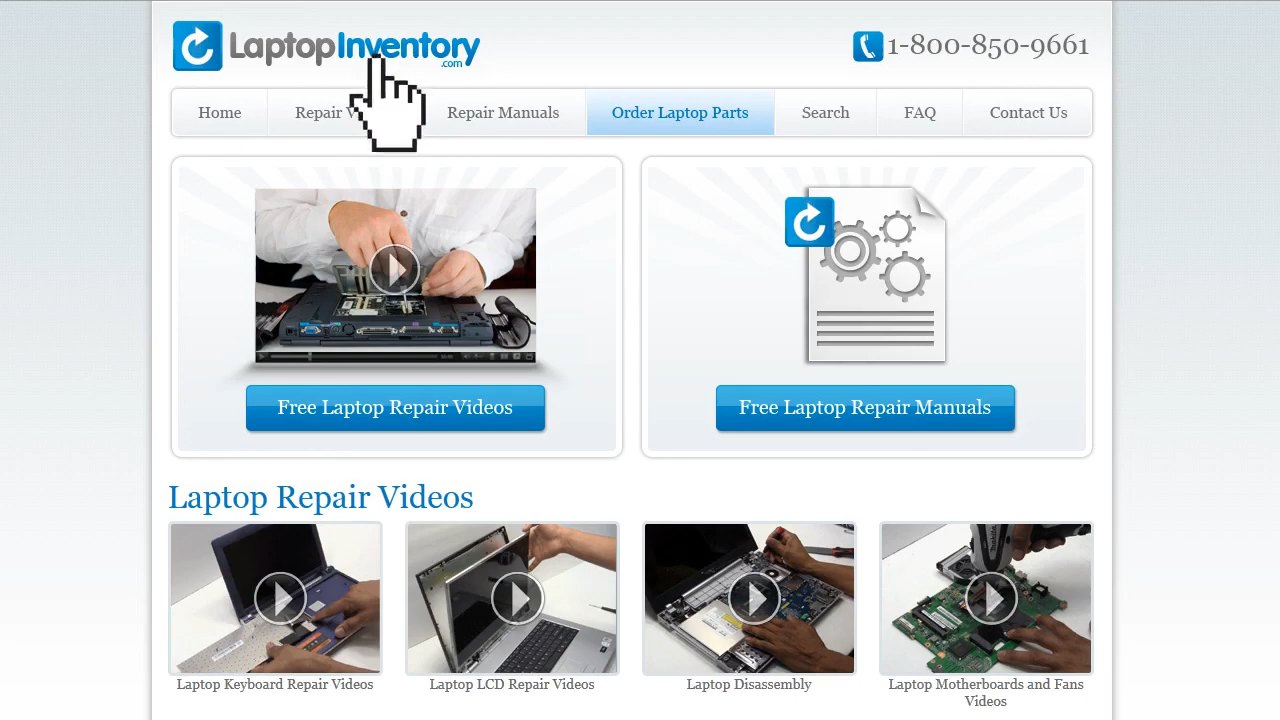 LaptopInventory
.com
1-800-850-9661
Home
Repair V
Repair Manuals
Order Laptop Parts
Search
FAQ
Contact Us
Free Laptop Repair Videos
Free Laptop Repair Manuals
Laptop Repair Videos
Laptop Keyboard Repair Videos
Laptop LCD Repair Videos
Laptop Disassembly
Laptop Motherboards and Fans
Videos